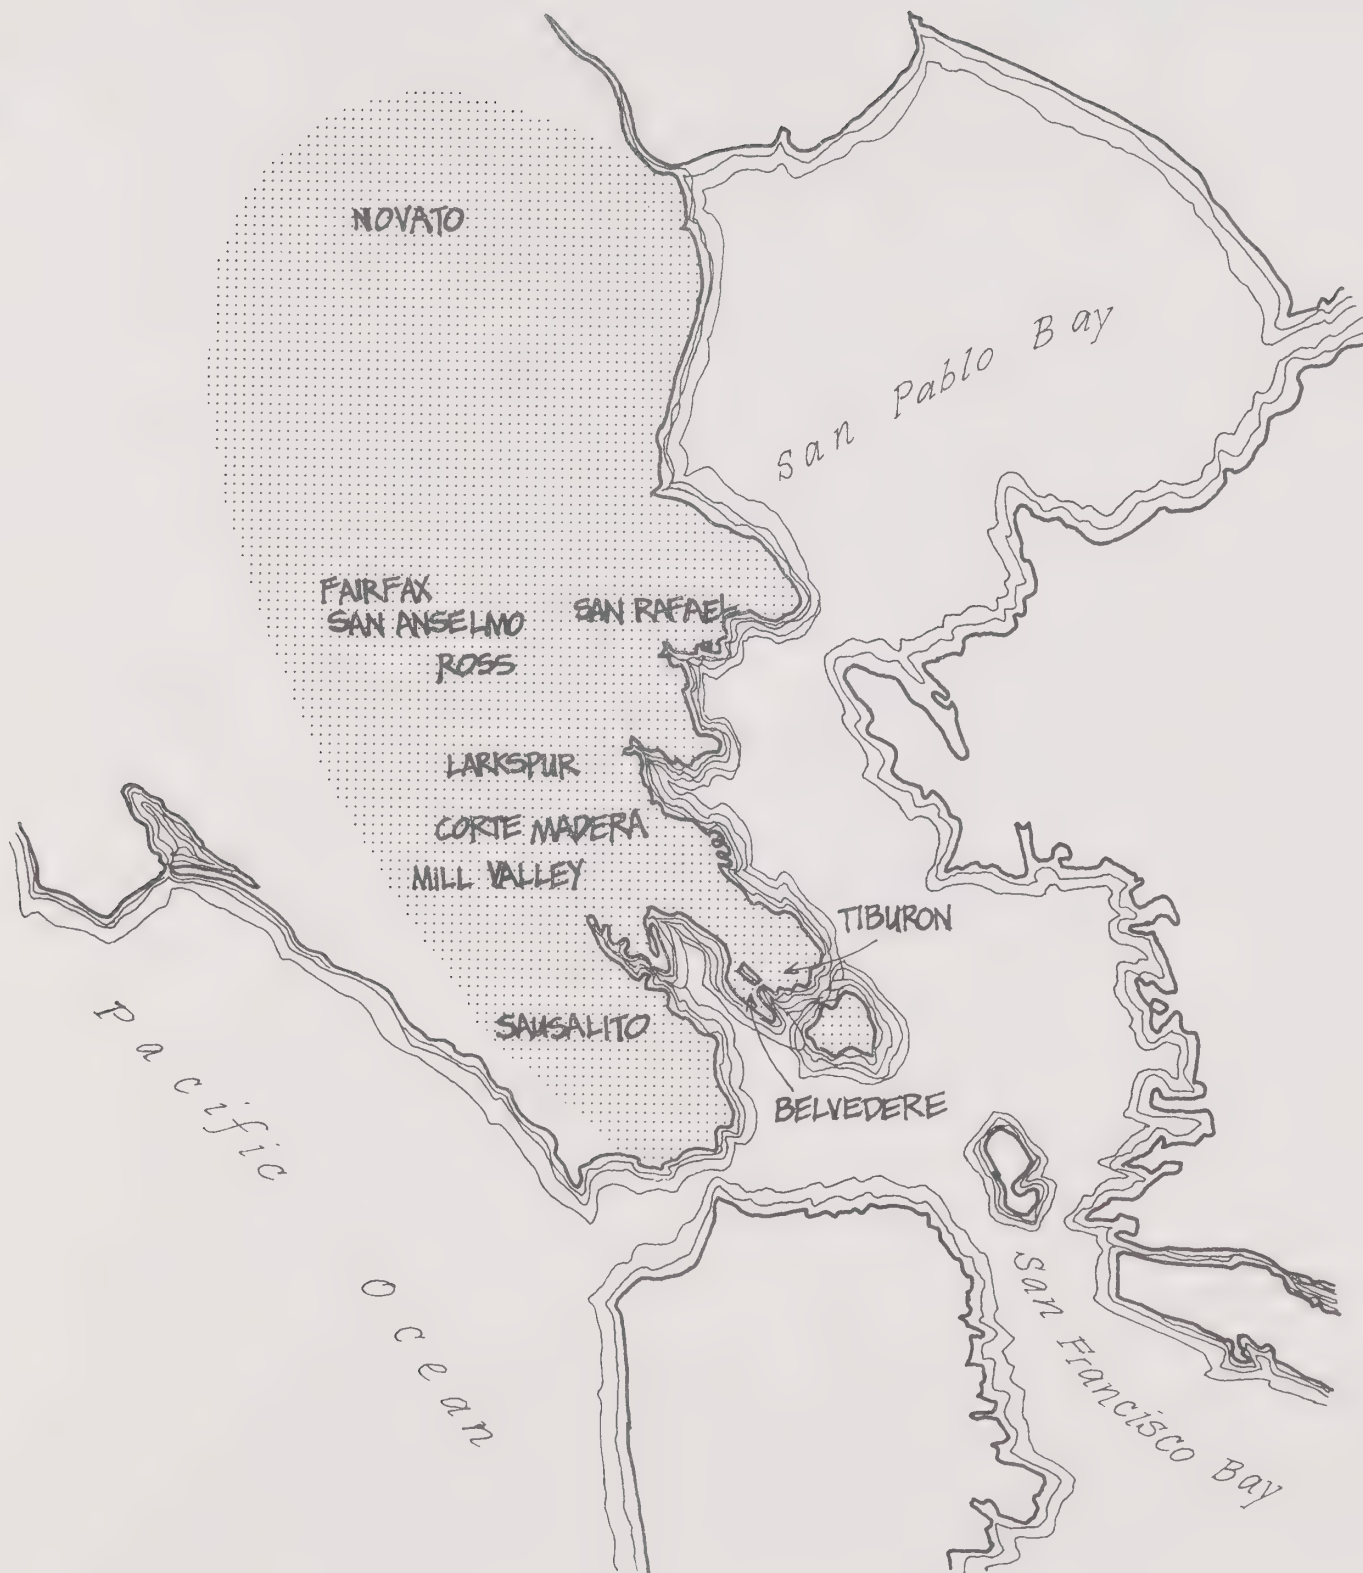 NOVATO
San Pablo Bay
FAIRFAX
SAN ANSELMO
SAN RAFAEL
ROSS
LARKSPUR
CORTE MADERA
MILL VALLEY
TIBURON
SAUSALITO
BELVEDERE
Pacific Ocean
San Francisco Bay